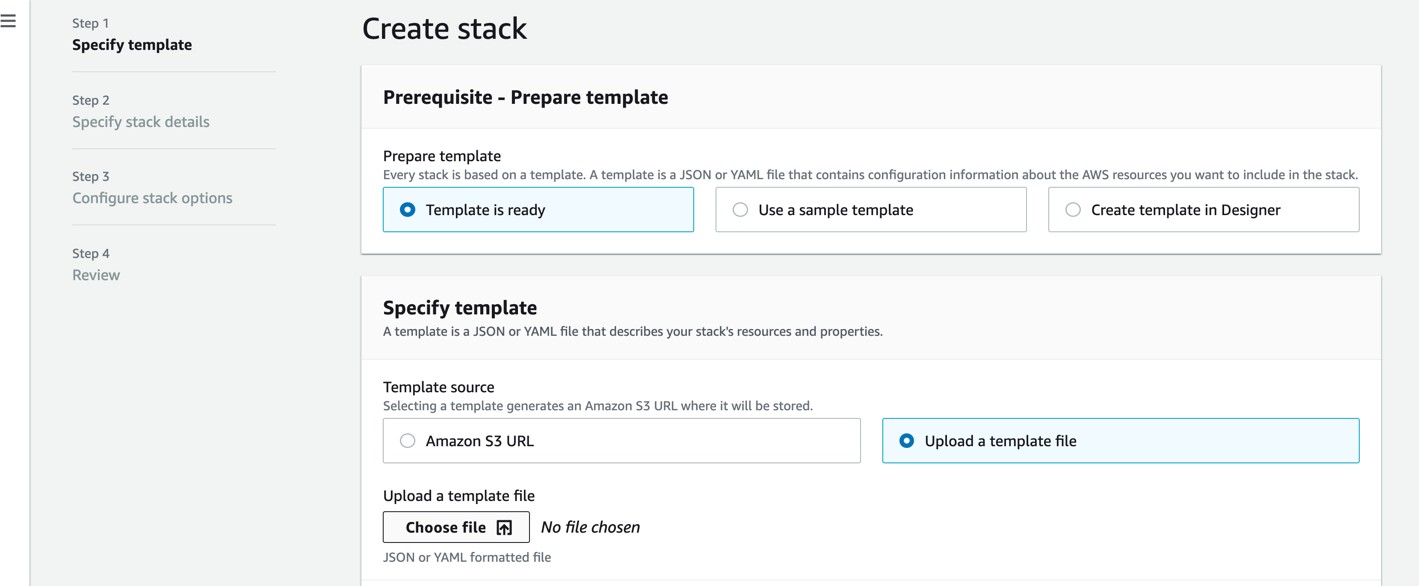 Step 1
Specify template
Step 2
Specify stack details
Step 3
Configure stack options
Step 4
Review
Create stack
Prerequisite - Prepare template
Prepare template
Every stack is based on a template. A template is a JSON or YAML file that contains configuration information about the AWS resources you want to include in the stack.
Template is ready
Use a sample template
Create template in Designer
Specify template
A template is a JSON or YAML file that describes your stack's resources and properties.
Template source
Selecting a template generates an Amazon S3 URL where it will be stored.
Amazon S3 URL
Upload a template file
Upload a template file
Choose file
No file chosen
JSON or YAML formatted file